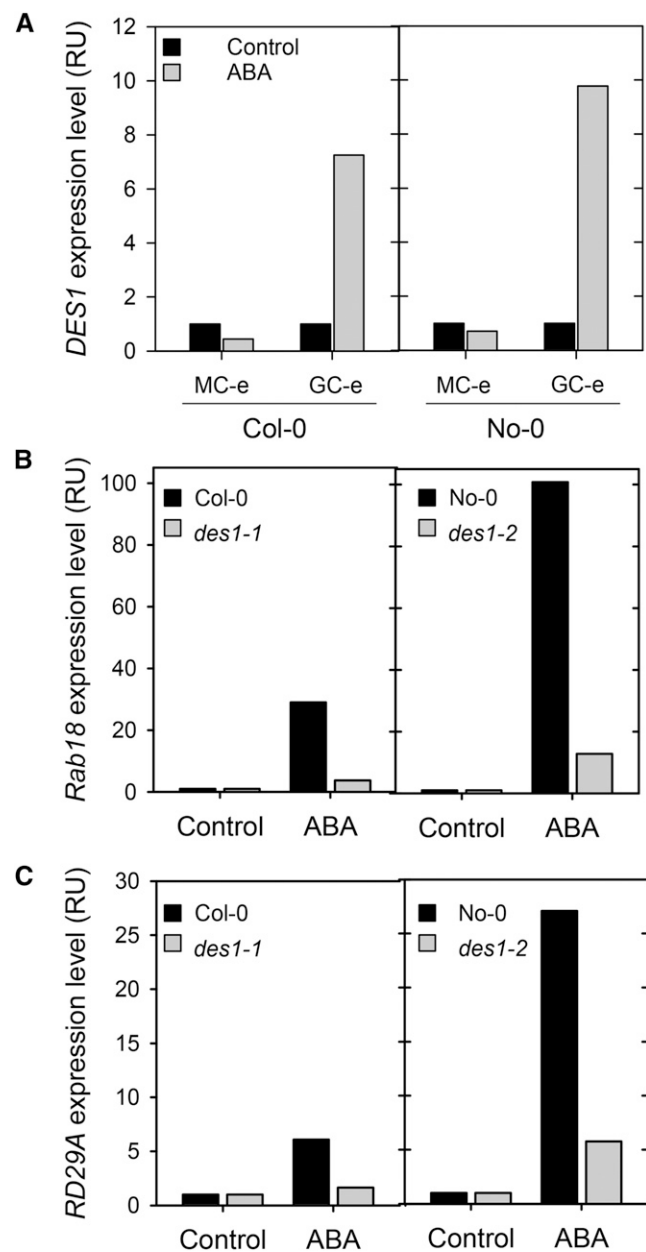 A
DES1 expression level (RU)
12
10
8
6
4
2
0
Control
ABA
MC-e GC-e MC-e GC-e
Col-0 No-0
B
Rab18 expression level (RU)
100
80
60
40
20
0
Col-0
des1-1
No-0
des1-2
Control ABA Control ABA
C
RD29A expression level (RU)
30
25
20
15
10
5
0
Col-0
des1-1
No-0
des1-2
Control ABA Control ABA